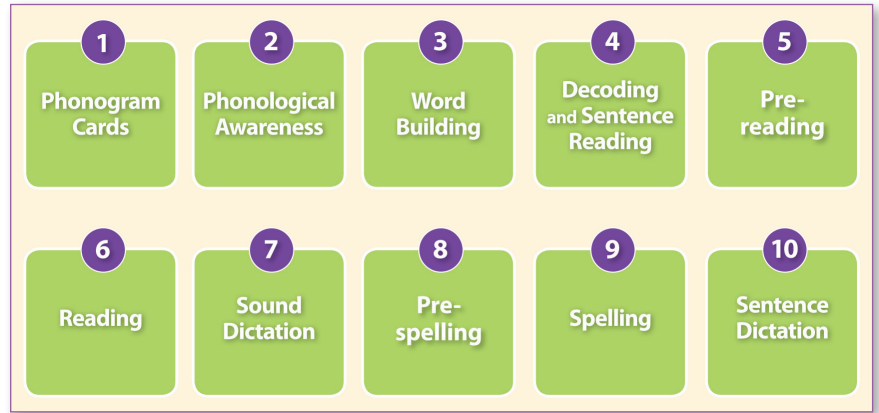 1
Phonogram
Cards
2
Phonological
Awareness
3
Word
Building
4
Decoding
and Sentence
Reading
5
Pre-
reading
6
Reading
7
Sound
Dictation
8
Pre-
spelling
9
Spelling
10
Sentence
Dictation